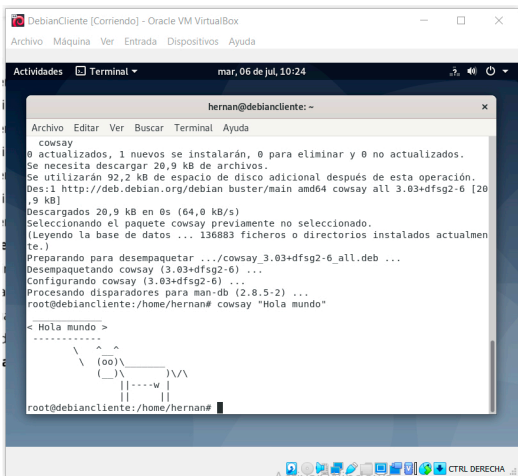 DebianCliente [Corriendo] - Oracle VM VirtualBox
Archivo Máquina Ver Entrada Dispositivos Ayuda
Actividades Terminal mar, 06 de jul, 10:24
hernan@debiancliente: ~
Archivo Editar Ver Buscar Terminal Ayuda
cowsay
0 actualizados, 1 nuevos se instalarán, 0 para eliminar y 0 no actualizados.
Se necesita descargar 20,9 kB de archivos.
Se utilizarán 92,2 kB de espacio de disco adicional después de esta operación.
Des:1 http://deb.debian.org/debian buster/main amd64 cowsay all 3.03+dfsg2-6 [20
,9 kB]
Descargados 20,9 kB en 0s (64,0 kB/s)
Seleccionando el paquete cowsay previamente no seleccionado.
(Leyendo la base de datos ... 136883 ficheros o directorios instalados actualmen
te.)
Preparando para desempaquetar .../cowsay_3.03+dfsg2-6_all.deb ...
Desempaquetando cowsay (3.03+dfsg2-6) ...
Configurando cowsay (3.03+dfsg2-6) ...
Procesando disparadores para man-db (2.8.5-2) ...
root@debiancliente:/home/hernan# cowsay "Hola mundo"
 ____________
< Hola mundo >
 ------------
        \   ^__^
         \  (oo)\_______
            (__)\       )\/\
                ||----w |
                ||     ||
root@debiancliente:/home/hernan#
CTRL DERECHA